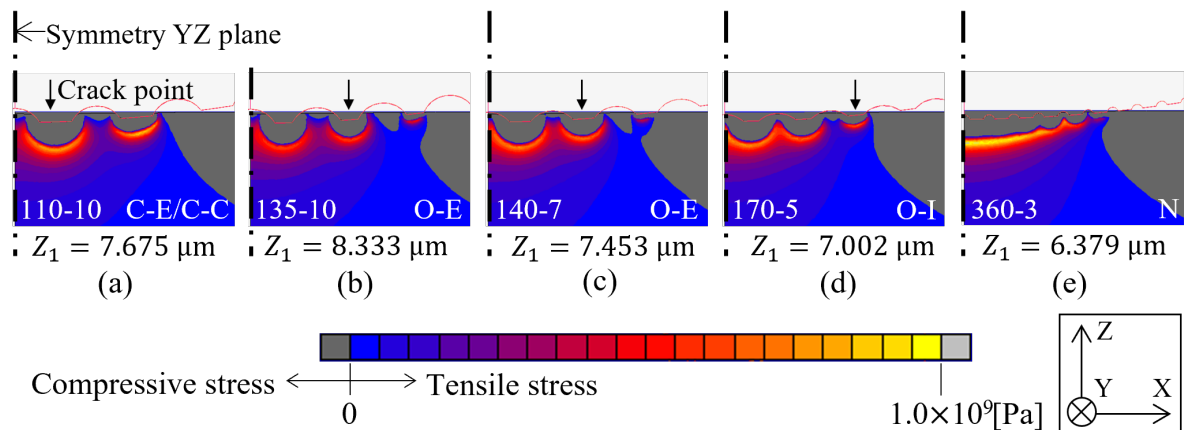 Symmetry YZ plane
Crack point
110-10 C-E/C-C
135-10 O-E
140-7 O-E
170-5 O-I
360-3 N
Z₁ = 7.675 μm
Z₁ = 8.333 μm
Z₁ = 7.453 μm
Z₁ = 7.002 μm
Z₁ = 6.379 μm
(a)
(b)
(c)
(d)
(e)
Compressive stress
Tensile stress
0
1.0×10⁹[Pa]
Z
Y
X